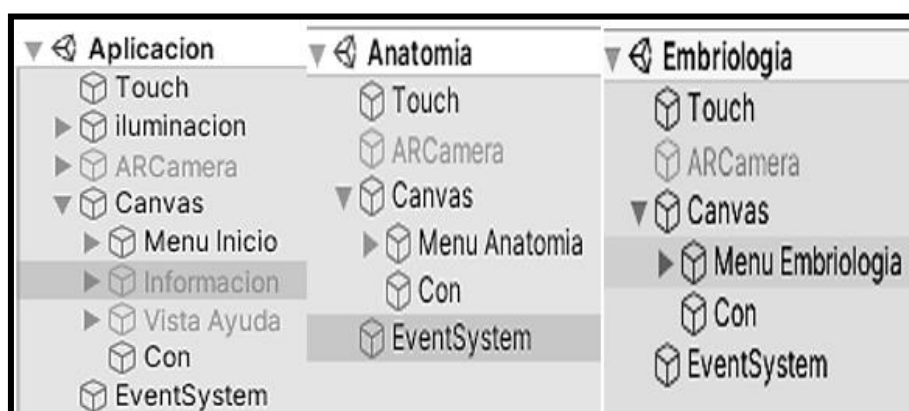 Aplicacion
Touch
iluminacion
ARCamera
Canvas
Menu Inicio
Informacion
Vista Ayuda
Con
EventSystem
Anatomia
Touch
ARCamera
Canvas
Menu Anatomia
Con
EventSystem
Embriologia
Touch
ARCamera
Canvas
Menu Embriologia
Con
EventSystem